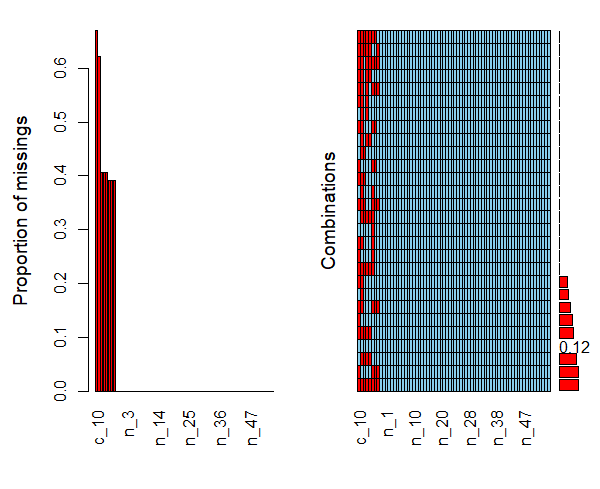 Proportion of missings
0.0
0.1
0.2
0.3
0.4
0.5
0.6
c_10
n_3
n_14
n_25
n_36
n_47
Combinations
c_10
n_1
n_10
n_20
n_28
n_38
n_47
0.12